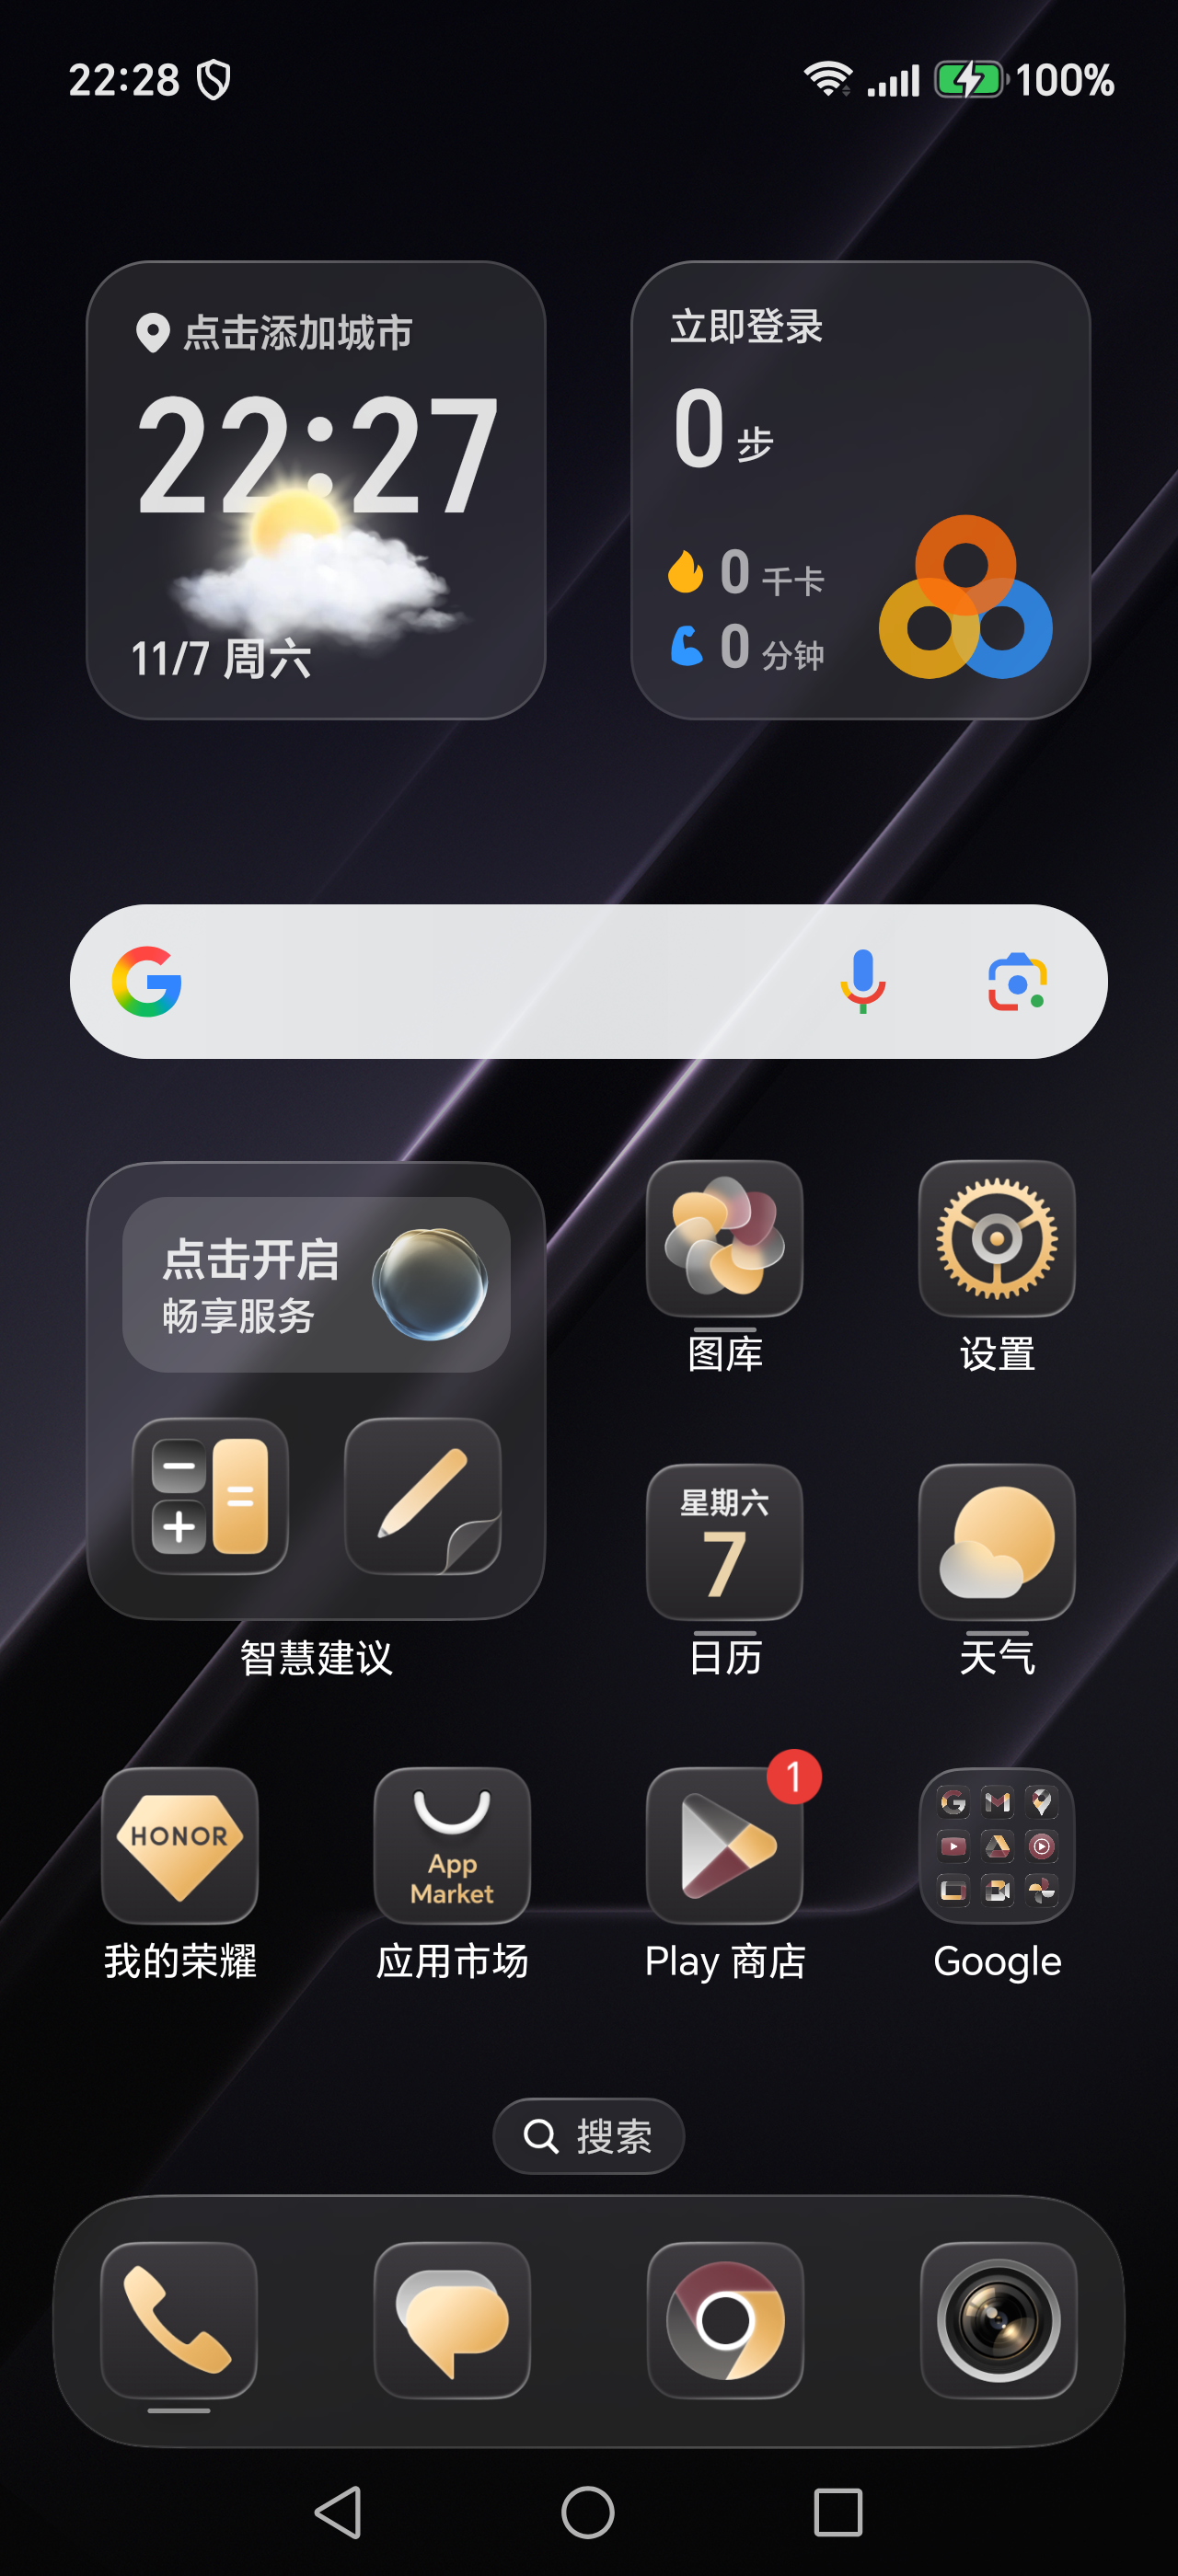 22:28
100%
点击添加城市
22:27
11/7 周六
立即登录
0 步
0 千卡
0 分钟
点击开启
畅享服务
智慧建议
图库
设置
星期六
7
日历
天气
HONOR
我的荣耀
App
Market
应用市场
1
Play 商店
Google
搜索